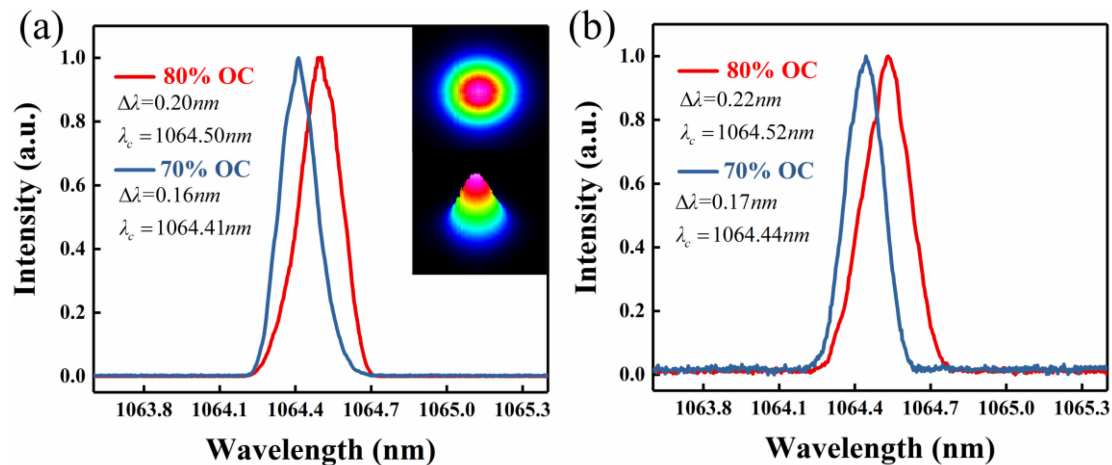 (a)
80% OC
Δλ=0.20nm
λc = 1064.50nm
70% OC
Δλ=0.16nm
λc = 1064.41nm
Intensity (a.u.)
1.0
0.8
0.6
0.4
0.2
0.0
1063.8 1064.1 1064.4 1064.7 1065.0 1065.3
Wavelength (nm)
(b)
80% OC
Δλ=0.22nm
λc = 1064.52nm
70% OC
Δλ=0.17nm
λc = 1064.44nm
Intensity (a.u.)
1.0
0.8
0.6
0.4
0.2
0.0
1063.8 1064.1 1064.4 1064.7 1065.0 1065.3
Wavelength (nm)